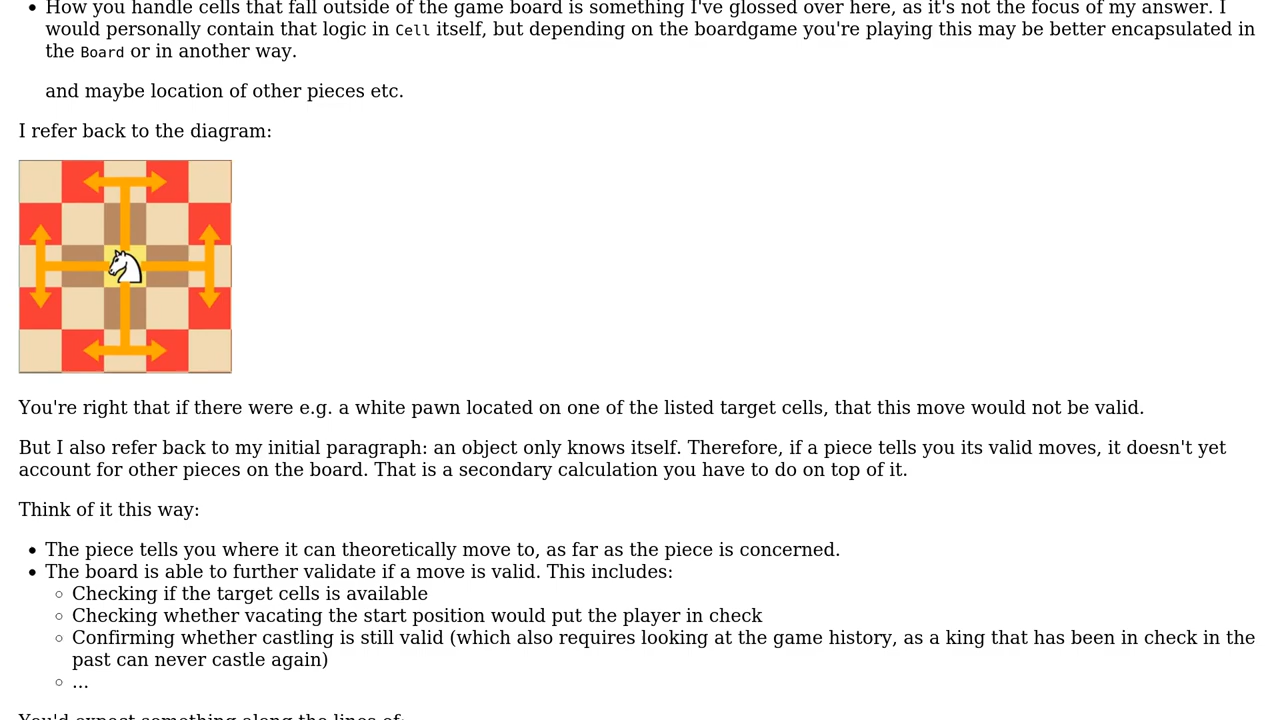 How you handle cells that fall outside of the game board is something I've glossed over here, as it's not the focus of my answer. I
would personally contain that logic in Cell itself, but depending on the boardgame you're playing this may be better encapsulated in
the Board or in another way.
and maybe location of other pieces etc.
I refer back to the diagram:
You're right that if there were e.g. a white pawn located on one of the listed target cells, that this move would not be valid.
But I also refer back to my initial paragraph: an object only knows itself. Therefore, if a piece tells you its valid moves, it doesn't yet
account for other pieces on the board. That is a secondary calculation you have to do on top of it.
Think of it this way:
The piece tells you where it can theoretically move to, as far as the piece is concerned.
The board is able to further validate if a move is valid. This includes:
Checking if the target cells is available
Checking whether vacating the start position would put the player in check
Confirming whether castling is still valid (which also requires looking at the game history, as a king that has been in check in the
past can never castle again)
...
You'd expect something along the lines of: